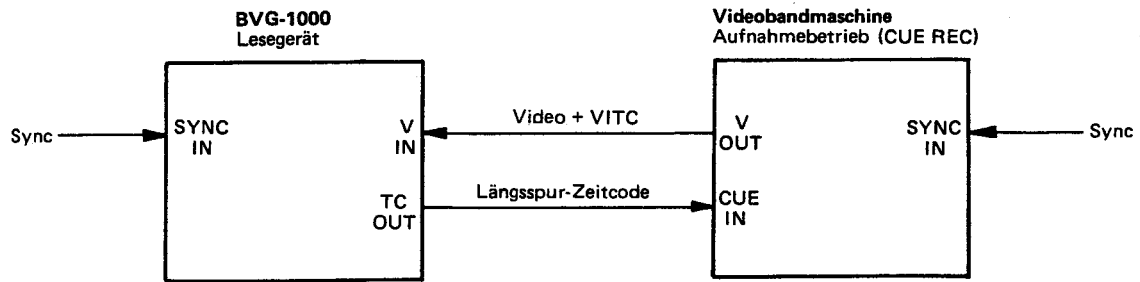 BVG-1000
Lesegerät
Videobandmaschine
Aufnahmebetrieb (CUE REC)
Sync
SYNC
IN
V
IN
Video + VITC
V
OUT
SYNC
IN
Sync
TC
OUT
Längsspur-Zeitcode
CUE
IN